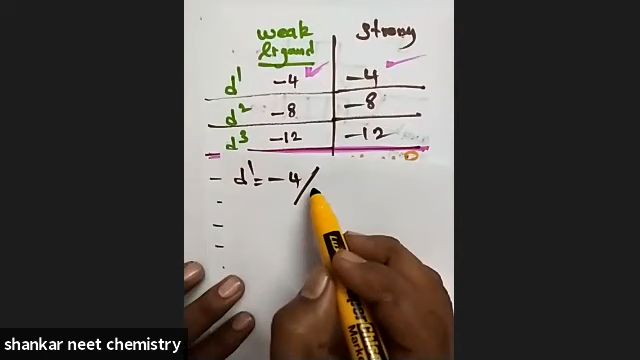 weak strong
ligand
d¹ -4 -4
d² -8 -8
d³ -12 -12
- d¹ = -4/
shankar neet chemistry